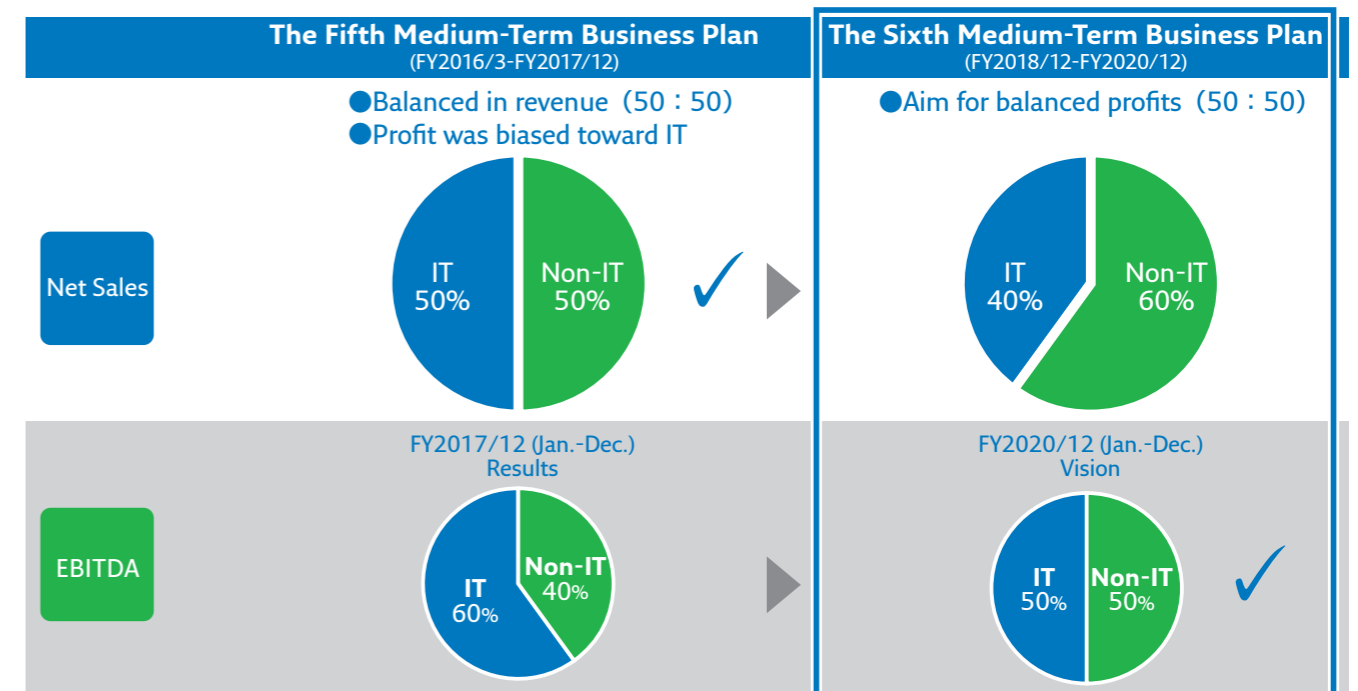 The Fifth Medium-Term Business Plan
(FY2016/3-FY2017/12)
The Sixth Medium-Term Business Plan
(FY2018/12-FY2020/12)
●Balanced in revenue（50：50）
●Profit was biased toward IT
●Aim for balanced profits（50：50）
Net Sales
IT
50%
Non-IT
50%
IT
40%
Non-IT
60%
FY2017/12 (Jan.-Dec.)
Results
FY2020/12 (Jan.-Dec.)
Vision
EBITDA
IT
60%
Non-IT
40%
IT
50%
Non-IT
50%